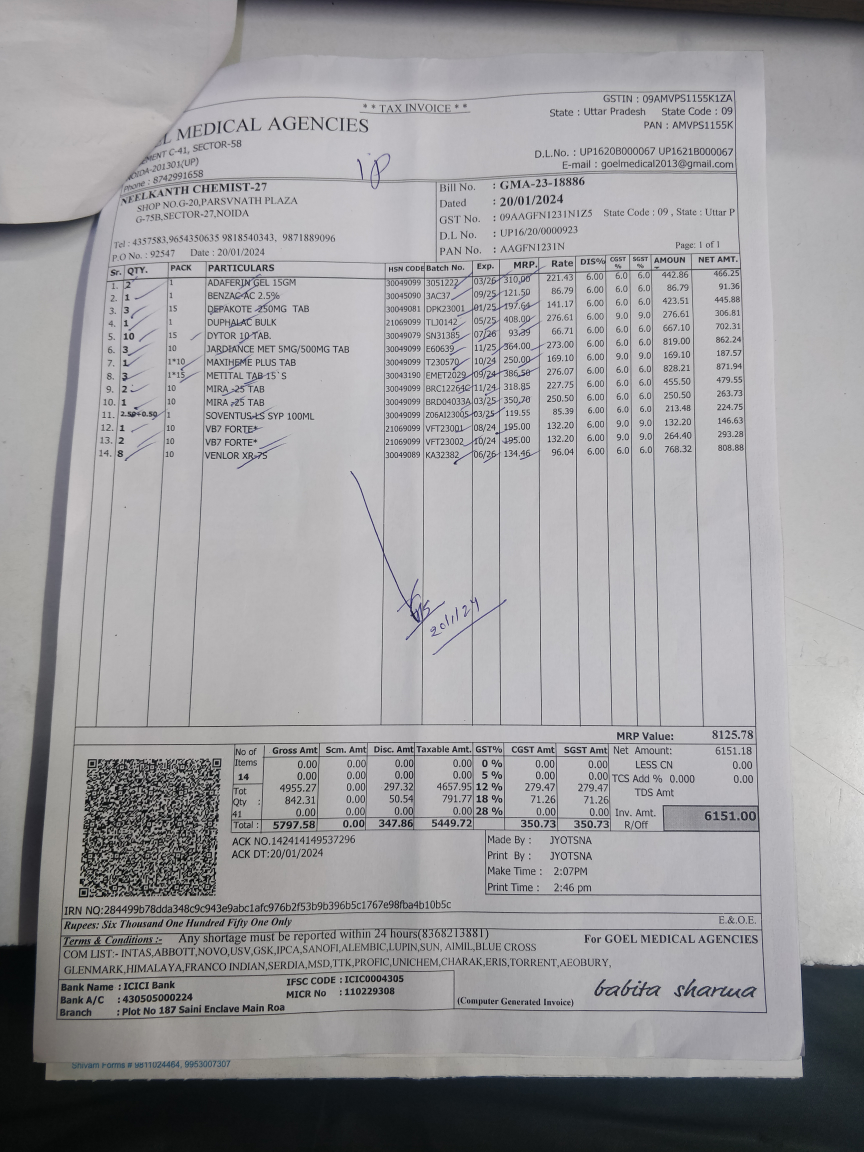 * * TAX INVOICE * *
GSTIN : 09AMVPS1155K1ZA
State : Uttar Pradesh State Code : 09
PAN : AMVPS1155K
EL MEDICAL AGENCIES
EMENT C-41, SECTOR-58
NOIDA-201301(UP)
Phone : 8742991658
D.L.No. : UP1620B000067 UP1621B000067
E-mail : goelmedical2013@gmail.com
1P
NEELKANTH CHEMIST-27
SHOP NO.G-20,PARSVNATH PLAZA
G-75B,SECTOR-27,NOIDA
Tel : 4357583,9654350635 9818540343, 9871889096
P.O No. : 92547 Date : 20/01/2024
Bill No. : GMA-23-18886
Dated : 20/01/2024
GST No. : 09AAGFN1231N1Z5 State Code : 09 , State : Uttar P
D.L No. : UP16/20/0000923
PAN No. : AAGFN1231N Page: 1 of 1
Sr. QTY. PACK PARTICULARS HSN CODE Batch No. Exp. MRP. Rate DIS% CGST % SGST % AMOUN NET AMT.
1. 2 1 ADAFERIN GEL 15GM 30049099 3051222 03/26 310.00 221.43 6.00 6.0 6.0 442.86 466.25
2. 1 1 BENZAC-AC 2.5% 30045090 3AC37 09/25 121.50 86.79 6.00 6.0 6.0 86.79 91.36
3. 3 15 DEPAKOTE 250MG TAB 30049081 DPK23001 01/25 197.64 141.17 6.00 6.0 6.0 423.51 445.88
4. 1 1 DUPHALAC BULK 21069099 TLJ0142 05/25 408.00 276.61 6.00 9.0 9.0 276.61 306.81
5. 10 15 DYTOR 10 TAB. 30049079 SN31385 07/26 93.39 66.71 6.00 6.0 6.0 667.10 702.31
6. 3 10 JARDIANCE MET 5MG/500MG TAB 30049099 E60639 11/25 364.00 273.00 6.00 6.0 6.0 819.00 862.24
7. 1 1*10 MAXIHEME PLUS TAB 30049099 T230570 10/24 250.00 169.10 6.00 9.0 9.0 169.10 187.57
8. 3 1*15 METITAL TAB 15`S 30043190 EMET2029 09/24 386.50 276.07 6.00 6.0 6.0 828.21 871.94
9. 2 10 MIRA -25 TAB 30049099 BRC12264C 11/24 318.85 227.75 6.00 6.0 6.0 455.50 479.55
10. 1 10 MIRA -25 TAB 30049099 BRD04033A 03/25 350.70 250.50 6.00 6.0 6.0 250.50 263.73
11. 2.50+0.50 1 SOVENTUS-LS SYP 100ML 30049099 Z06AI23005 03/25 119.55 85.39 6.00 6.0 6.0 213.48 224.75
12. 1 10 VB7 FORTE* 21069099 VFT23001 08/24 195.00 132.20 6.00 9.0 9.0 132.20 146.63
13. 2 10 VB7 FORTE* 21069099 VFT23002 10/24 195.00 132.20 6.00 9.0 9.0 264.40 293.28
14. 8 10 VENLOR XR-75 30049089 KA32382 06/26 134.46 96.04 6.00 6.0 6.0 768.32 808.88
20/1/24
MRP Value: 8125.78
No of Items 14 Tot Qty : 41
Gross Amt Scm. Amt Disc. Amt Taxable Amt. GST% CGST Amt SGST Amt
0.00 0.00 0.00 0.00 0 % 0.00 0.00
0.00 0.00 0.00 0.00 5 % 0.00 0.00
4955.27 0.00 297.32 4657.95 12 % 279.47 279.47
842.31 0.00 50.54 791.77 18 % 71.26 71.26
0.00 0.00 0.00 0.00 28 % 0.00 0.00
Total : 5797.58 0.00 347.86 5449.72 350.73 350.73
Net Amount: 6151.18
LESS CN 0.00
TCS Add % 0.000 0.00
TDS Amt
Inv. Amt. 6151.00
R/Off
ACK NO.142414149537296
ACK DT:20/01/2024
Made By : JYOTSNA
Print By : JYOTSNA
Make Time : 2:07PM
Print Time : 2:46 pm
IRN NO:284499b78dda348c9c943e9abc1afc976b2f53b9b396b5c1767e98fba4b10b5c
Rupees: Six Thousand One Hundred Fifty One Only E.&O.E.
Terms & Conditions :- Any shortage must be reported within 24 hours(8368213881)
For GOEL MEDICAL AGENCIES
COM LIST:- INTAS,ABBOTT,NOVO,USV,GSK,IPCA,SANOFI,ALEMBIC,LUPIN,SUN, AIMIL,BLUE CROSS
GLENMARK,HIMALAYA,FRANCO INDIAN,SERDIA,MSD,TTK,PROFIC,UNICHEM,CHARAK,ERIS,TORRENT,AEOBURY,
Bank Name : ICICI Bank IFSC CODE : ICIC0004305
Bank A/C : 430505000224 MICR No : 110229308
Branch : Plot No 187 Saini Enclave Main Roa
(Computer Generated Invoice)
babita sharma
Shivam Forms # 9811024464, 9953007307